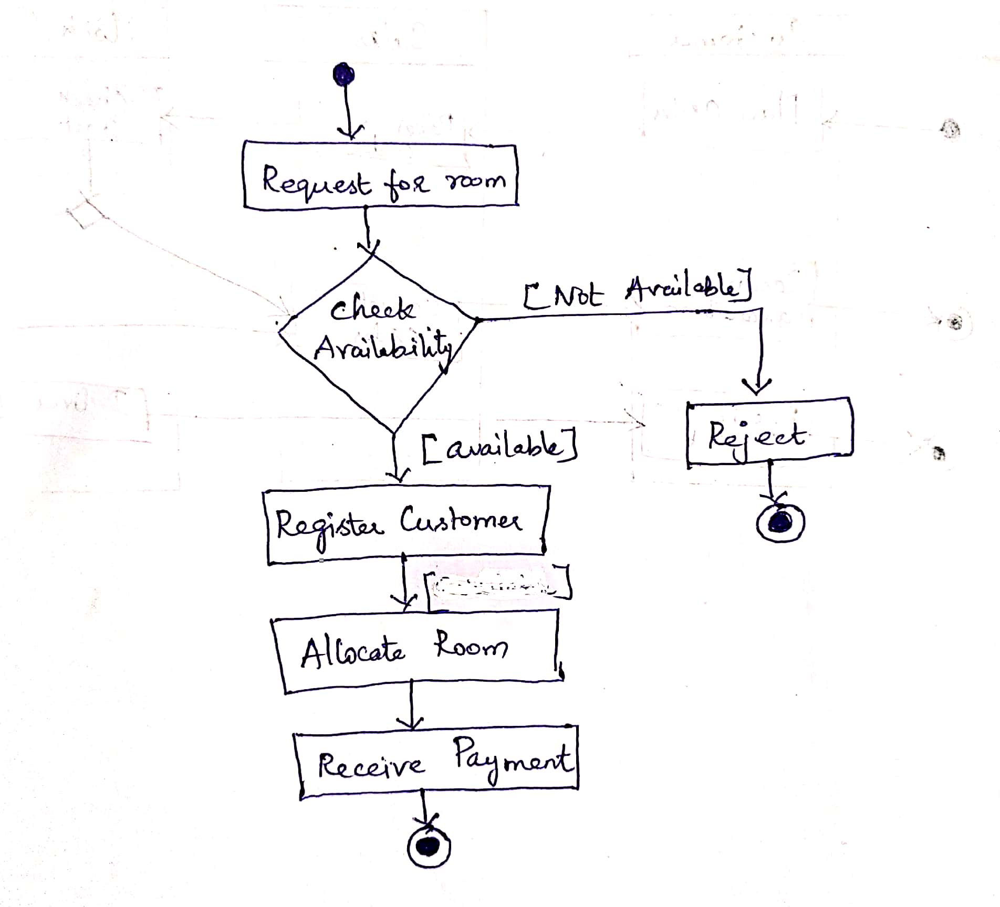 Request for room
[Not Available]
Check
Availability
Reject
[available]
Register Customer
Allocate Room
Receive Payment